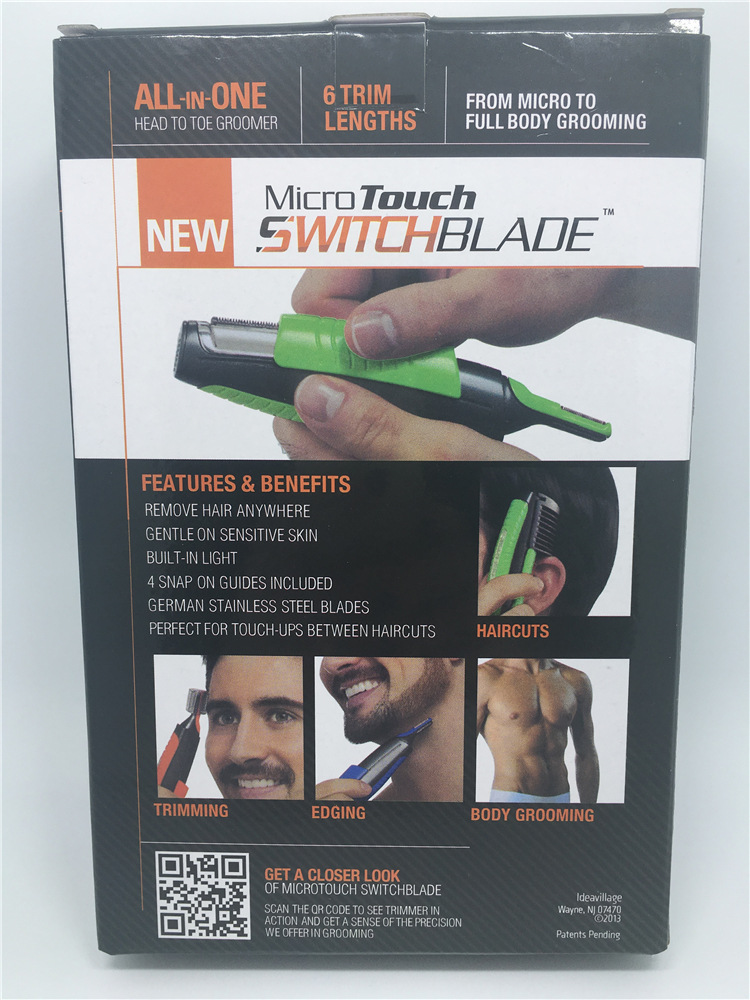 ALL-IN-ONE
HEAD TO TOE GROOMER
6 TRIM
LENGTHS
FROM MICRO TO
FULL BODY GROOMING
NEW
MicroTouch
SWITCHBLADE™
FEATURES & BENEFITS
REMOVE HAIR ANYWHERE
GENTLE ON SENSITIVE SKIN
BUILT-IN LIGHT
4 SNAP ON GUIDES INCLUDED
GERMAN STAINLESS STEEL BLADES
PERFECT FOR TOUCH-UPS BETWEEN HAIRCUTS
HAIRCUTS
TRIMMING
EDGING
BODY GROOMING
GET A CLOSER LOOK
OF MICROTOUCH SWITCHBLADE
SCAN THE QR CODE TO SEE TRIMMER IN
ACTION AND GET A SENSE OF THE PRECISION
WE OFFER IN GROOMING
Ideavillage
Wayne, NJ 07470
©2013
Patents Pending